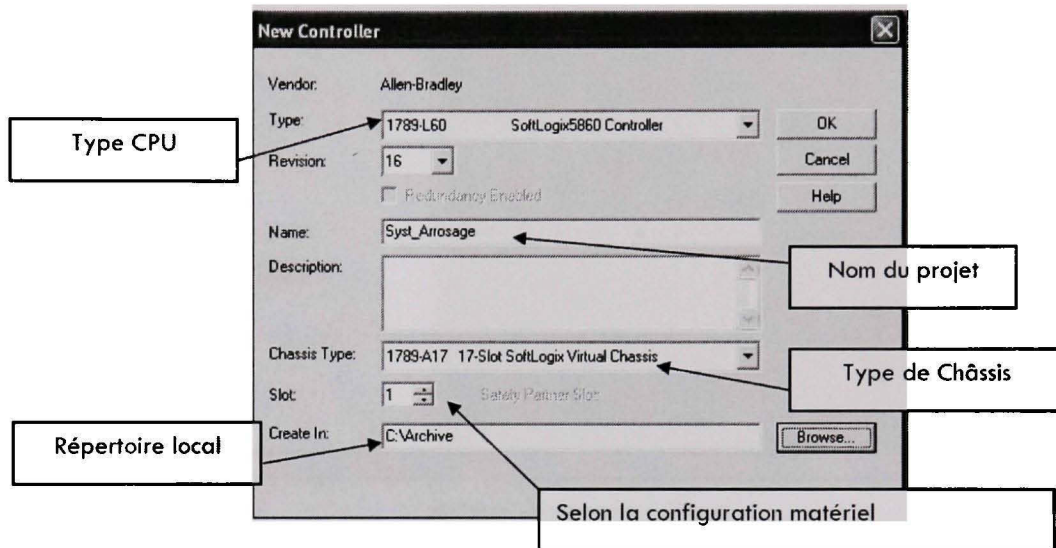 New Controller
Vendor: Allen-Bradley
Type: 1789-L60 SoftLogix5860 Controller OK
Type CPU
Revision: 16 Cancel
Redundancy Enabled Help
Name: Syst_Arrosage
Nom du projet
Description:
Chassis Type: 1789-A17 17-Slot SoftLogix Virtual Chassis
Type de Châssis
Slot: 1 Safety Partner Slot:
Répertoire local
Create In: C:\Archive Browse...
Selon la configuration matériel